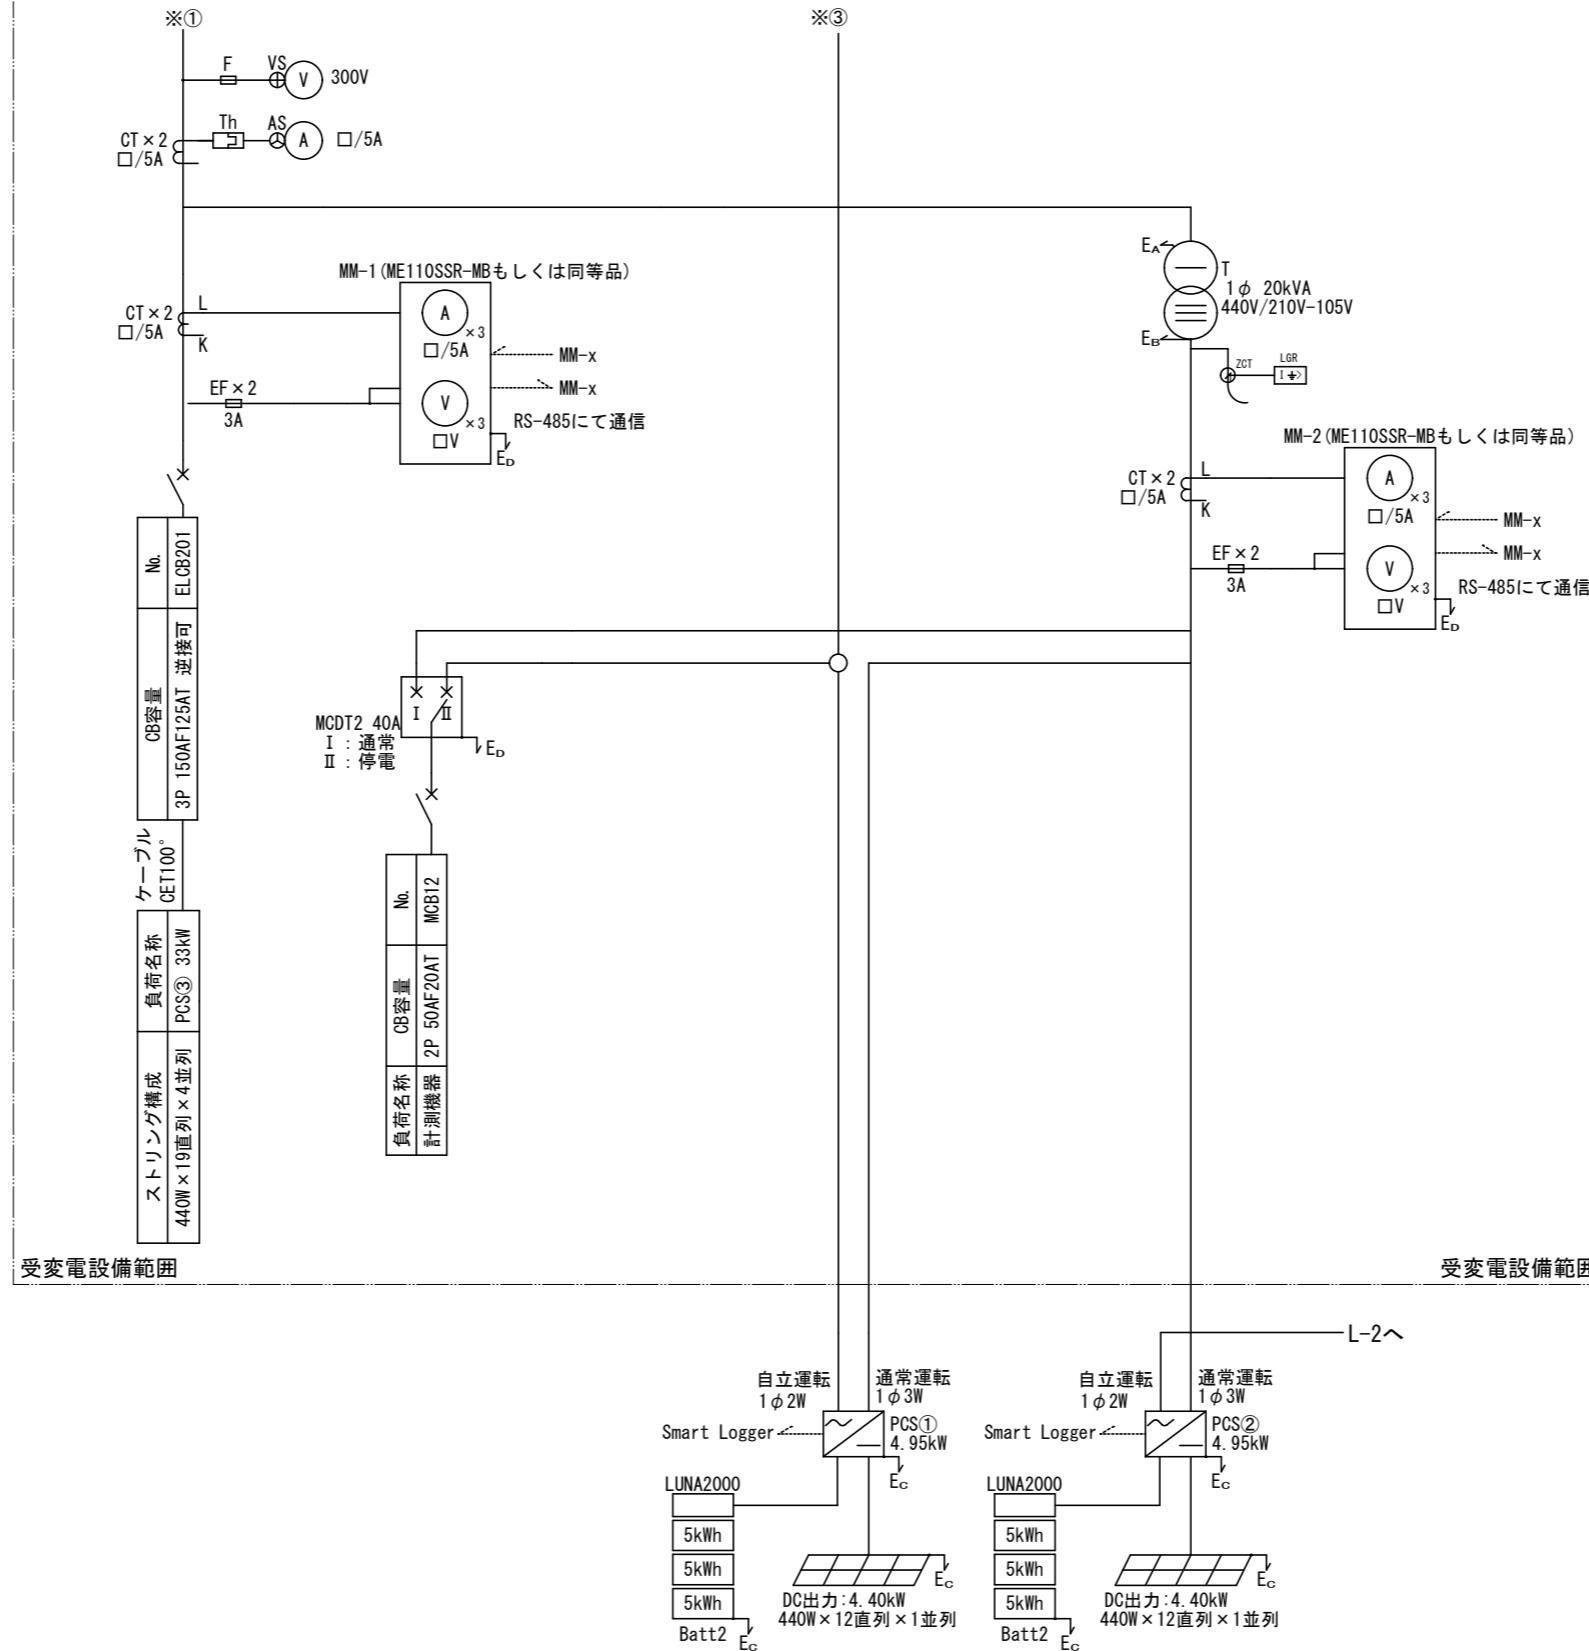 ※①
※③
F
VS
V
300V
Th
AS
A
□/5A
CT×2
□/5A
MM-1(ME110SSR-MBもしくは同等品)
CT×2
□/5A
L
K
A
×3
□/5A
MM-x
MM-x
EF×2
3A
V
×3
□V
RS-485にて通信
ED
EA
T
1φ 20kVA
440V/210V-105V
EB
ZCT
LGR
I
MM-2(ME110SSR-MBもしくは同等品)
CT×2
□/5A
L
K
A
×3
□/5A
MM-x
MM-x
EF×2
3A
V
×3
□V
RS-485にて通信
ED
No.
ELCB201
CB容量
3P 150AF125AT 逆接可
ケーブル
CET100°
負荷名称
PCS③ 33kW
ストリング構成
440W×19直列×4並列
MCDT2 40A
Ⅰ:通常
Ⅱ:停電
Ⅰ
Ⅱ
ED
No.
MCB12
CB容量
2P 50AF20AT
負荷名称
計測機器
受変電設備範囲
受変電設備範囲
L-2へ
自立運転
1φ2W
通常運転
1φ3W
Smart Logger
PCS①
4.95kW
EC
LUNA2000
5kWh
5kWh
5kWh
Batt2
EC
EC
DC出力:4.40kW
440W×12直列×1並列
自立運転
1φ2W
通常運転
1φ3W
Smart Logger
PCS②
4.95kW
EC
LUNA2000
5kWh
5kWh
5kWh
Batt2
EC
EC
DC出力:4.40kW
440W×12直列×1並列